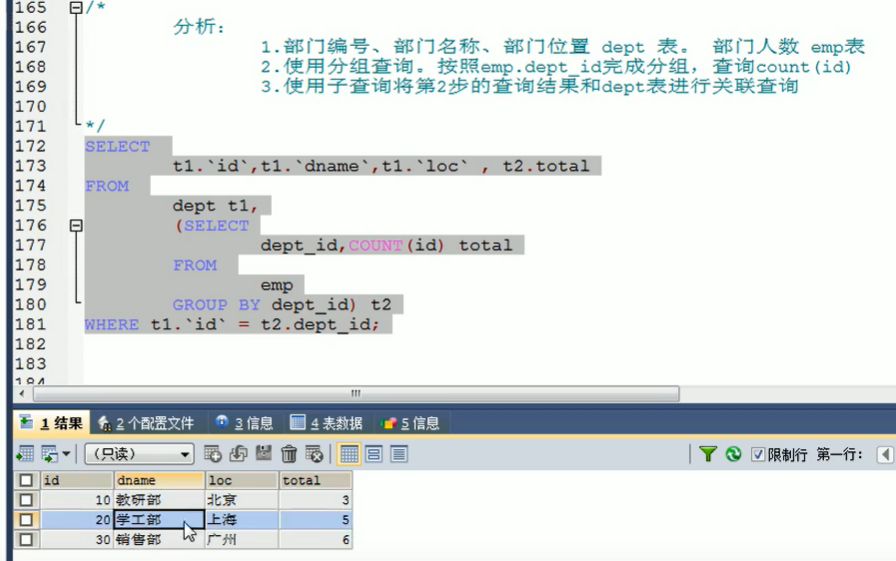 165 /*
166 分析：
167 1.部门编号、部门名称、部门位置 dept 表。 部门人数 emp表
168 2.使用分组查询。按照emp.dept_id完成分组，查询count(id)
169 3.使用子查询将第2步的查询结果和dept表进行关联查询
170
171 */
172 SELECT
173 t1.`id`,t1.`dname`,t1.`loc` , t2.total
174 FROM
175 dept t1,
176 (SELECT
177 dept_id,COUNT(id) total
178 FROM
179 emp
180 GROUP BY dept_id) t2
181 WHERE t1.`id` = t2.dept_id;
182
183
184
1 结果 2 个配置文件 3 信息 4 表数据 5 信息
（只读） 限制行 第一行：
id dname loc total
10 教研部 北京 3
20 学工部 上海 5
30 销售部 广州 6